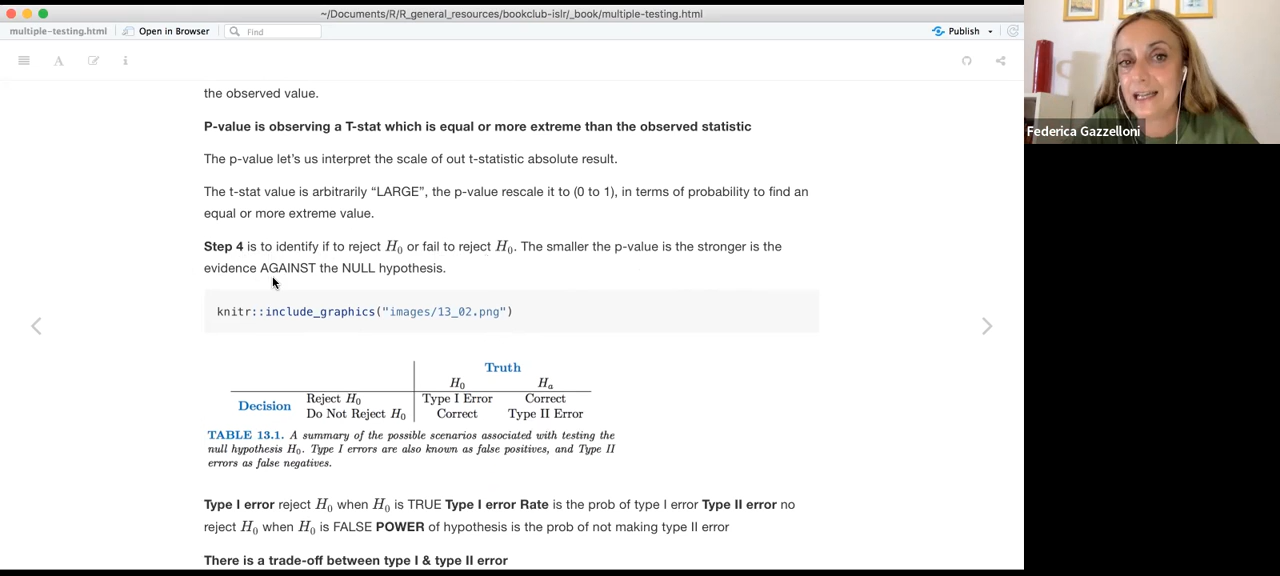 ~/Documents/R/R_general_resources/bookclub-islr/_book/multiple-testing.html
multiple-testing.html Open in Browser Find Publish
the observed value.
P-value is observing a T-stat which is equal or more extreme than the observed statistic
The p-value let's us interpret the scale of out t-statistic absolute result.
The t-stat value is arbitrarily “LARGE”, the p-value rescale it to (0 to 1), in terms of probability to find an
equal or more extreme value.
Step 4 is to identify if to reject H0 or fail to reject H0. The smaller the p-value is the stronger is the
evidence AGAINST the NULL hypothesis.
knitr::include_graphics("images/13_02.png")
Truth
H0 Ha
Decision Reject H0 Type I Error Correct
Do Not Reject H0 Correct Type II Error
TABLE 13.1. A summary of the possible scenarios associated with testing the
null hypothesis H0. Type I errors are also known as false positives, and Type II
errors as false negatives.
Type I error reject H0 when H0 is TRUE Type I error Rate is the prob of type I error Type II error no
reject H0 when H0 is FALSE POWER of hypothesis is the prob of not making type II error
There is a trade-off between type I & type II error
Federica Gazzelloni